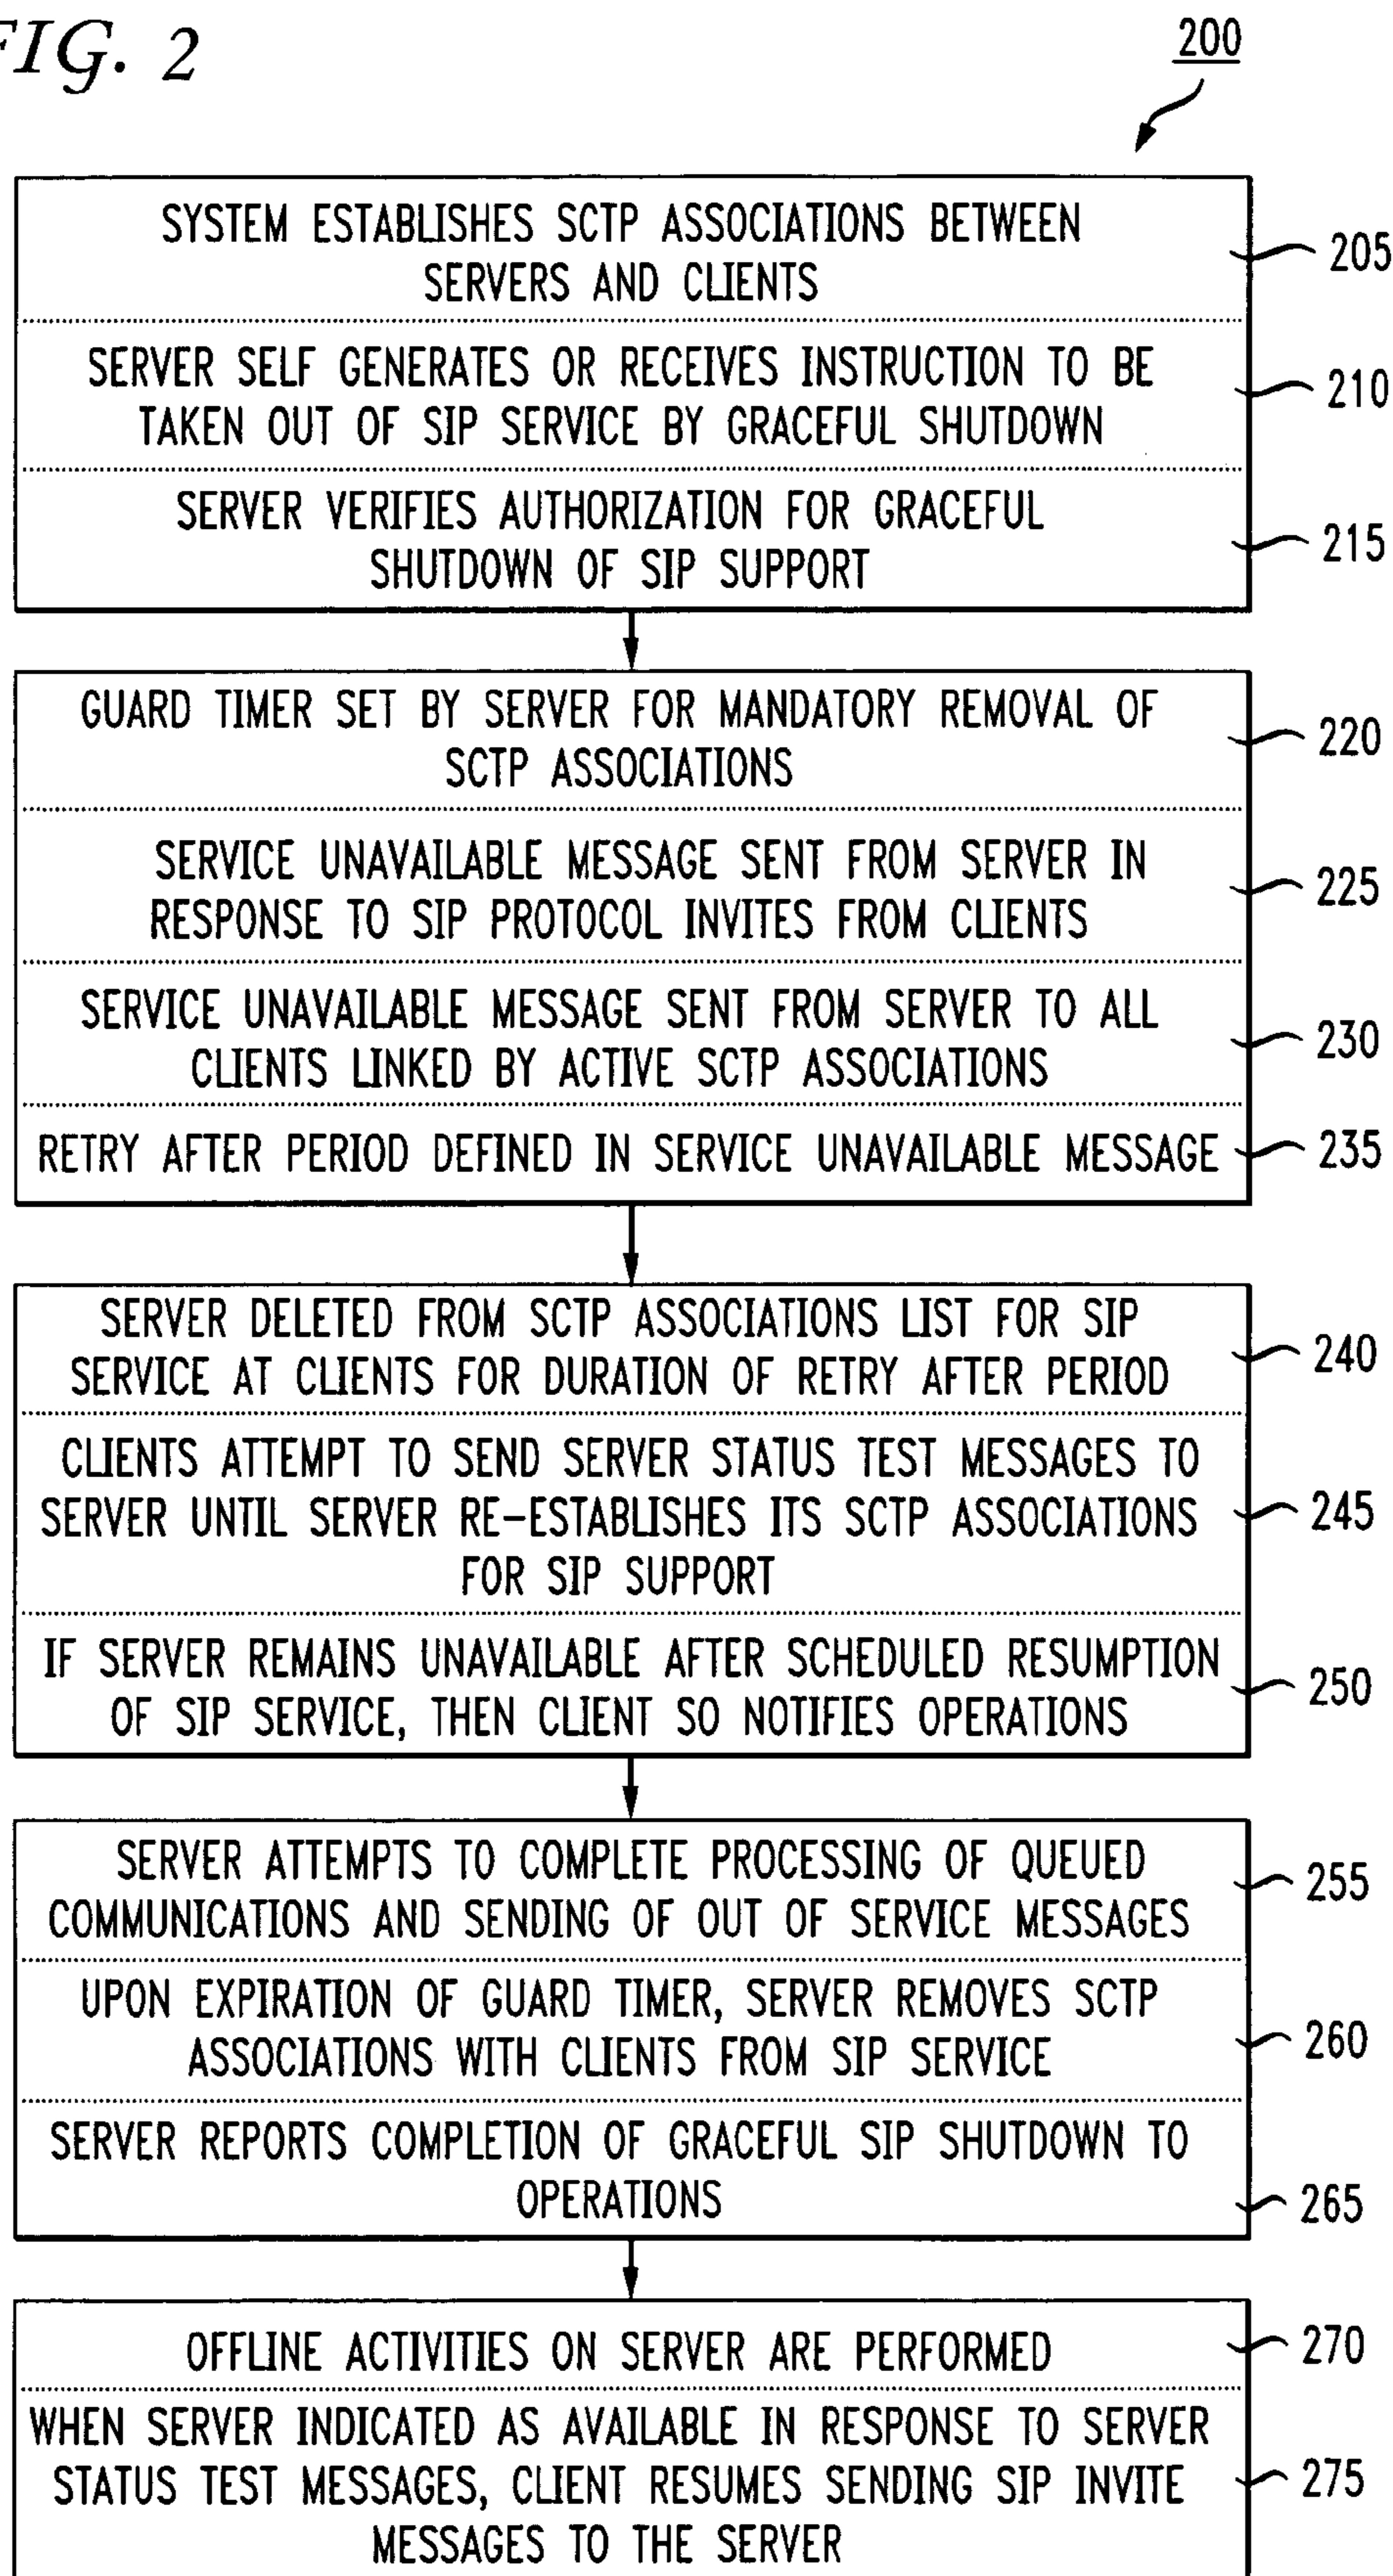 FIG. 2
200
SYSTEM ESTABLISHES SCTP ASSOCIATIONS BETWEEN
SERVERS AND CLIENTS
205
SERVER SELF GENERATES OR RECEIVES INSTRUCTION TO BE
TAKEN OUT OF SIP SERVICE BY GRACEFUL SHUTDOWN
210
SERVER VERIFIES AUTHORIZATION FOR GRACEFUL
SHUTDOWN OF SIP SUPPORT
215
GUARD TIMER SET BY SERVER FOR MANDATORY REMOVAL OF
SCTP ASSOCIATIONS
220
SERVICE UNAVAILABLE MESSAGE SENT FROM SERVER IN
RESPONSE TO SIP PROTOCOL INVITES FROM CLIENTS
225
SERVICE UNAVAILABLE MESSAGE SENT FROM SERVER TO ALL
CLIENTS LINKED BY ACTIVE SCTP ASSOCIATIONS
230
RETRY AFTER PERIOD DEFINED IN SERVICE UNAVAILABLE MESSAGE
235
SERVER DELETED FROM SCTP ASSOCIATIONS LIST FOR SIP
SERVICE AT CLIENTS FOR DURATION OF RETRY AFTER PERIOD
240
CLIENTS ATTEMPT TO SEND SERVER STATUS TEST MESSAGES TO
SERVER UNTIL SERVER RE-ESTABLISHES ITS SCTP ASSOCIATIONS
FOR SIP SUPPORT
245
IF SERVER REMAINS UNAVAILABLE AFTER SCHEDULED RESUMPTION
OF SIP SERVICE, THEN CLIENT SO NOTIFIES OPERATIONS
250
SERVER ATTEMPTS TO COMPLETE PROCESSING OF QUEUED
COMMUNICATIONS AND SENDING OF OUT OF SERVICE MESSAGES
255
UPON EXPIRATION OF GUARD TIMER, SERVER REMOVES SCTP
ASSOCIATIONS WITH CLIENTS FROM SIP SERVICE
260
SERVER REPORTS COMPLETION OF GRACEFUL SIP SHUTDOWN TO
OPERATIONS
265
OFFLINE ACTIVITIES ON SERVER ARE PERFORMED
270
WHEN SERVER INDICATED AS AVAILABLE IN RESPONSE TO SERVER
STATUS TEST MESSAGES, CLIENT RESUMES SENDING SIP INVITE
MESSAGES TO THE SERVER
275